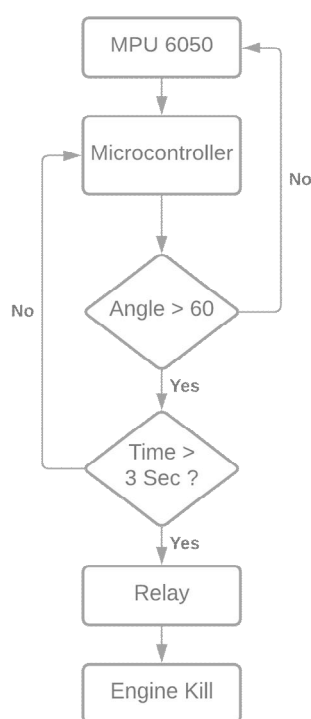 MPU 6050
Microcontroller
No
Angle > 60
No
Yes
Time >
3 Sec ?
Yes
Relay
Engine Kill